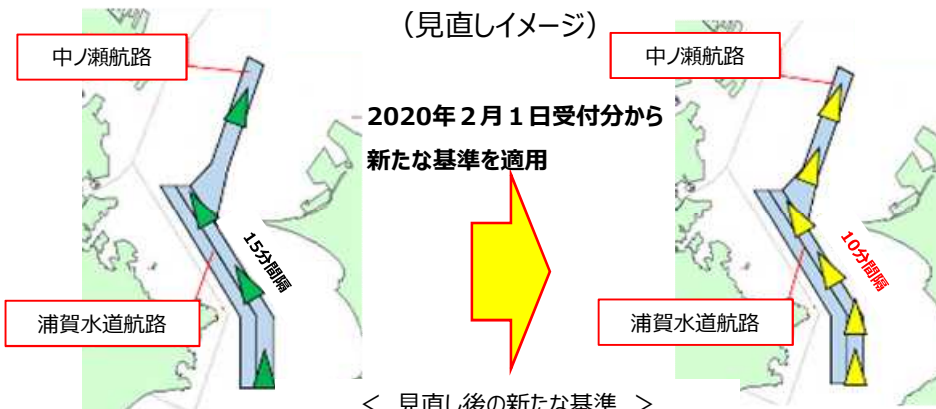 (見直しイメージ)
中ノ瀬航路
中ノ瀬航路
2020年2月1日受付分から
新たな基準を適用
15分間隔
10分間隔
浦賀水道航路
浦賀水道航路
< 見直し後の新たな基準 >